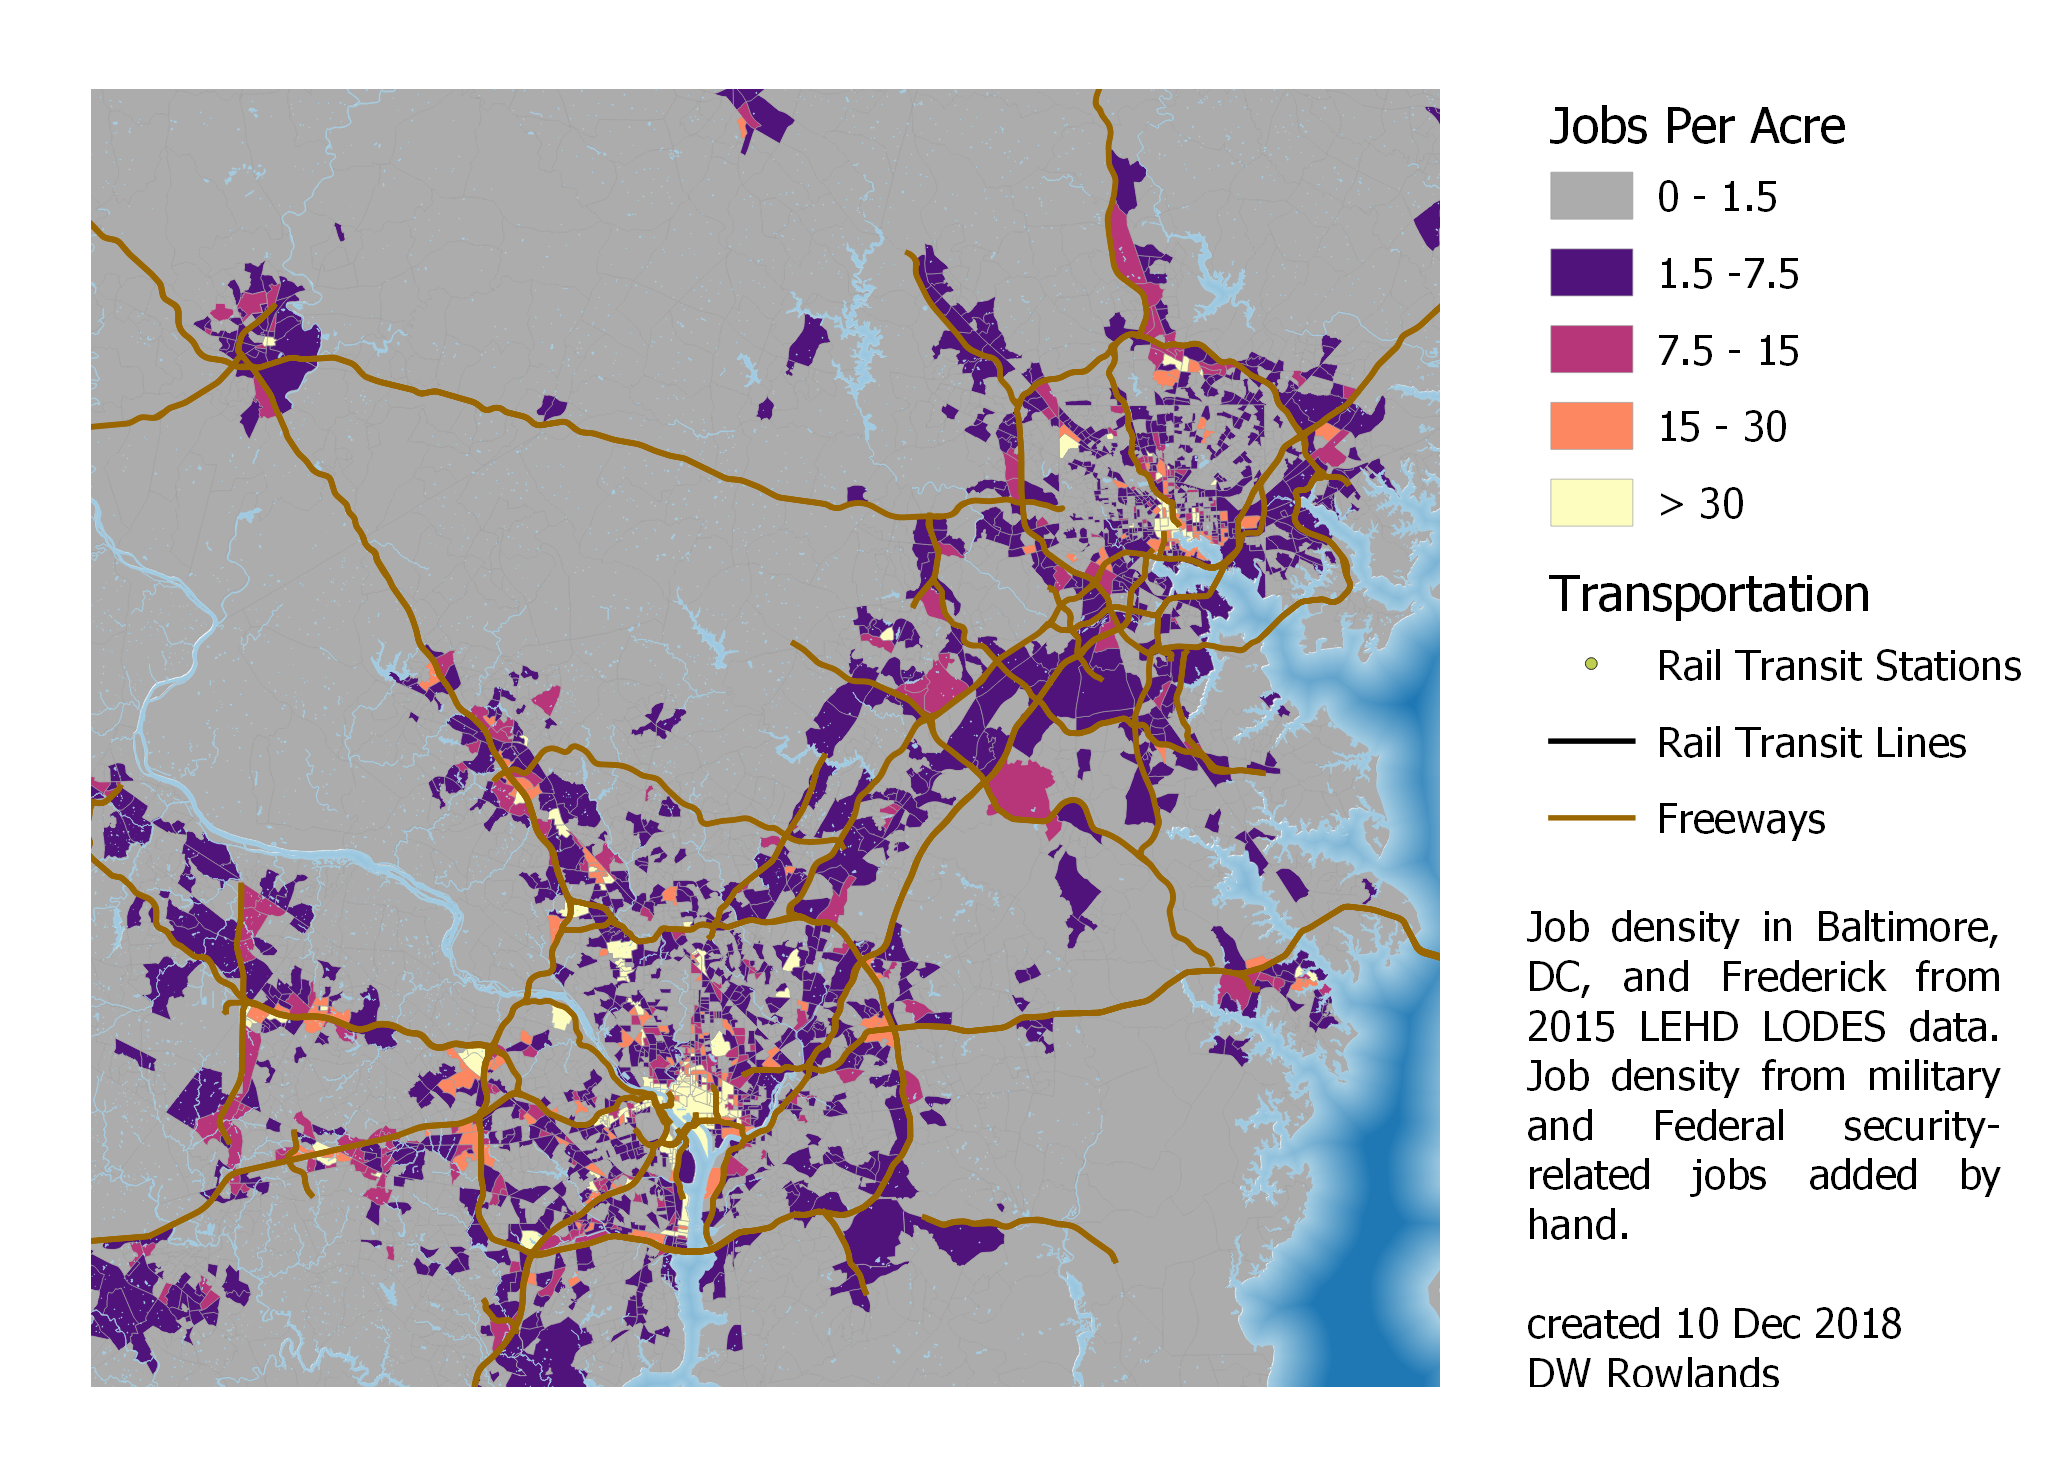 Jobs Per Acre
0 - 1.5
1.5 -7.5
7.5 - 15
15 - 30
> 30
Transportation
Rail Transit Stations
Rail Transit Lines
Freeways
Job density in Baltimore,
DC, and Frederick from
2015 LEHD LODES data.
Job density from military
and Federal security-
related jobs added by
hand.
created 10 Dec 2018
DW Rowlands